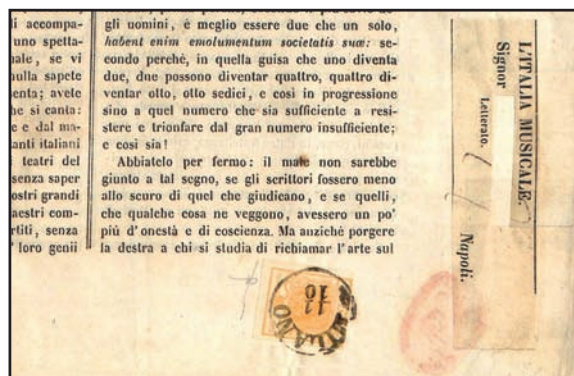 li accompa-
uno spetta-
ale, se vi
nulla sapete
enta; avete
he si canta:
e e dal ma-
anti italiani
teatri del
senza saper
ostri grandi
aestri com-
rtiti, senza
loro genii
gli uomini, é meglio essere due che un solo,
habent enim emolumentum societatis suæ: se-
condo perchè, in quella guisa che uno diventa
due, due possono diventar quattro, quattro di-
ventar otto, otto sedici, e così in progressione
sino a quel numero che sia sufficiente a resi-
stere e trionfare dal gran numero insufficiente;
e così sia!
Abbiatelo per fermo: il male non sarebbe
giunto a tal segno, se gli scrittori fossero meno
allo scuro di quel che giudicano, e se quelli,
che qualche cosa ne veggono, avessero un po'
più d'onestà e di coscienza. Ma anzichè porgere
la destra a chi si studia di richiamar l'arte sul
L'ITALIA MUSICALE.
Signor
Letterato.
Napoli.
MILANO
11
10